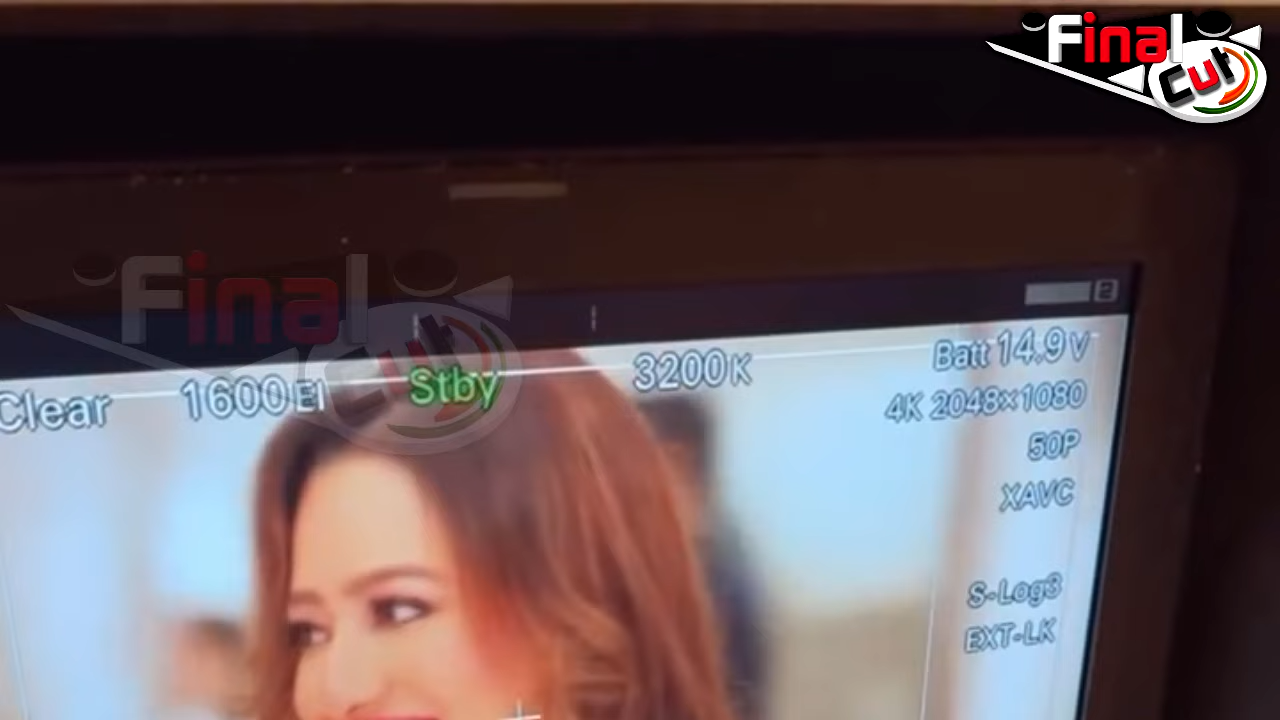 Final
cut
Final
cut
Clear 1600EI Stby 3200K Batt 14.9V
4K 2048×1080
50P
XAVC
S-Log3
EXT-LK